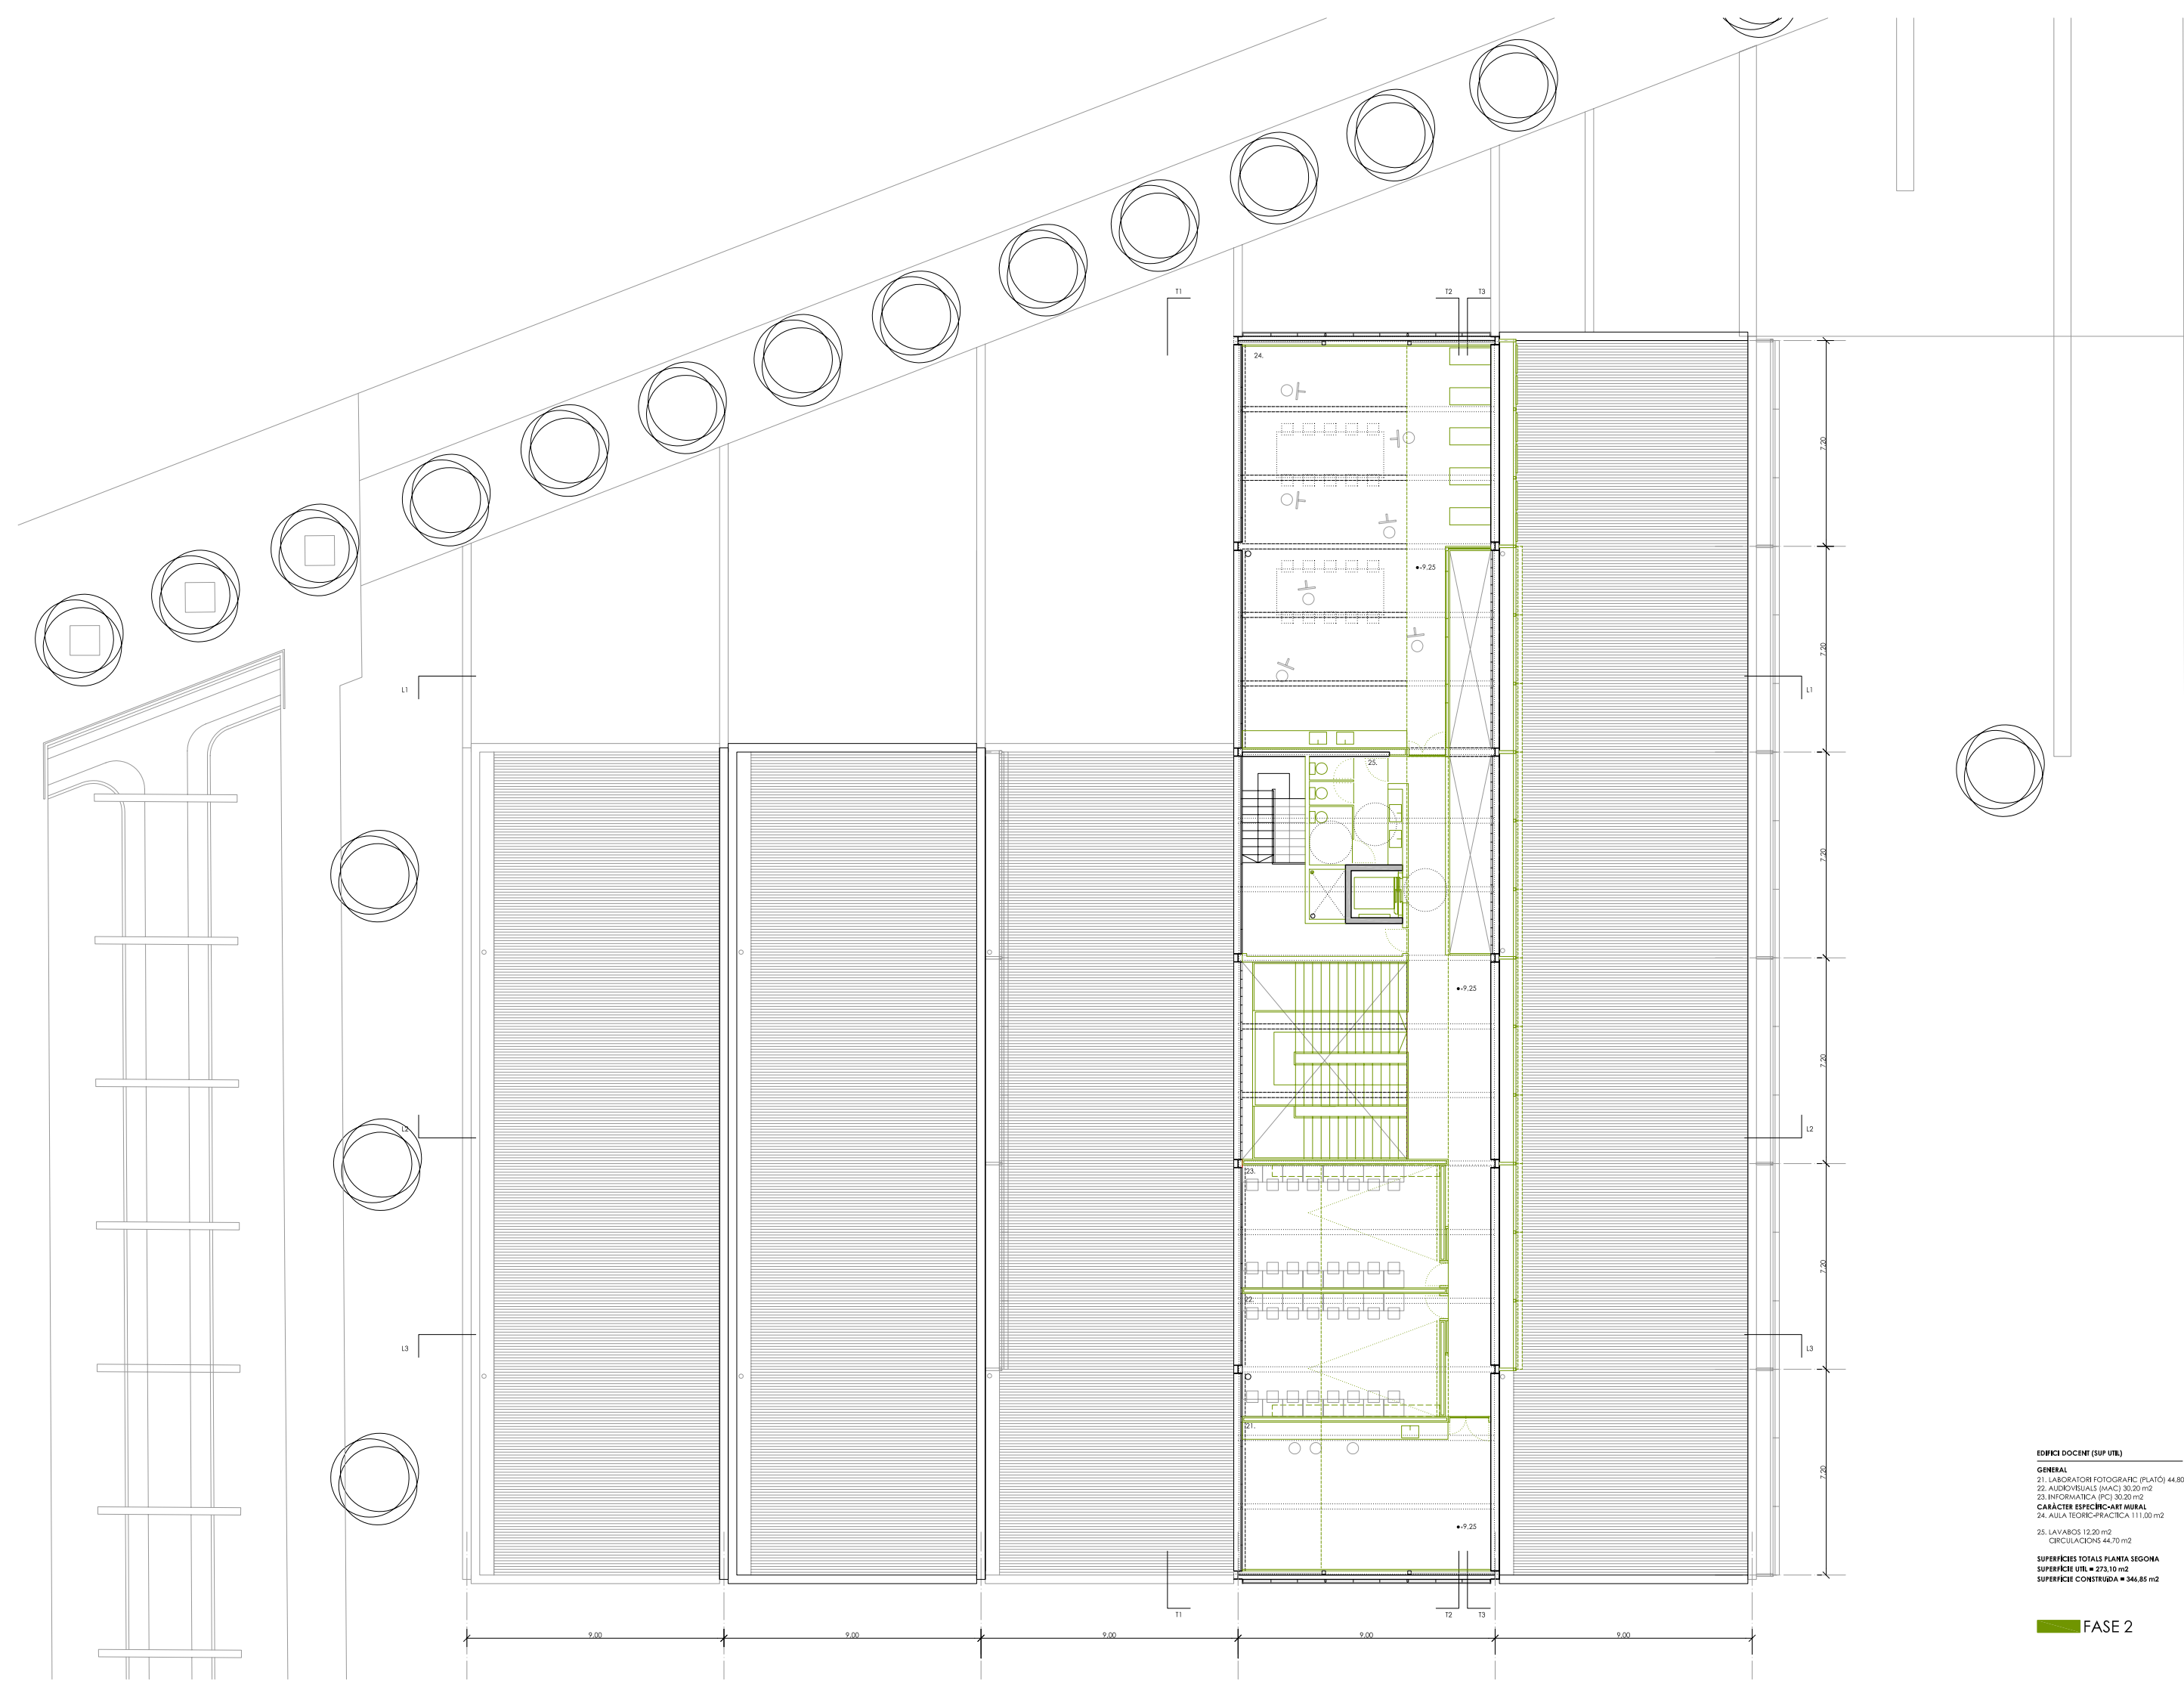 T1
T2
T3
24.
7.20
7.20
+9.25
L1
L1
25.
7.20
+9.25
7.20
L2
L2
23.
7.20
22.
L3
L3
21.
7.20
+9.25
EDIFICI DOCENT (SUP UTIL)
GENERAL
21. LABORATORI FOTOGRAFIC (PLATÓ) 44,80
22. AUDIOVISUALS (MAC) 30,20 m2
23. INFORMATICA (PC) 30,20 m2
CARÀCTER ESPECÍFIC-ART MURAL
24. AULA TEORIC-PRACTICA 111,00 m2
25. LAVABOS 12,20 m2
CIRCULACIONS 44,70 m2
SUPERFÍCIES TOTALS PLANTA SEGONA
SUPERFÍCIE UTIL = 273,10 m2
SUPERFÍCIE CONSTRUÏDA = 346,85 m2
T1
T2
T3
FASE 2
9.00
9.00
9.00
9.00
9.00